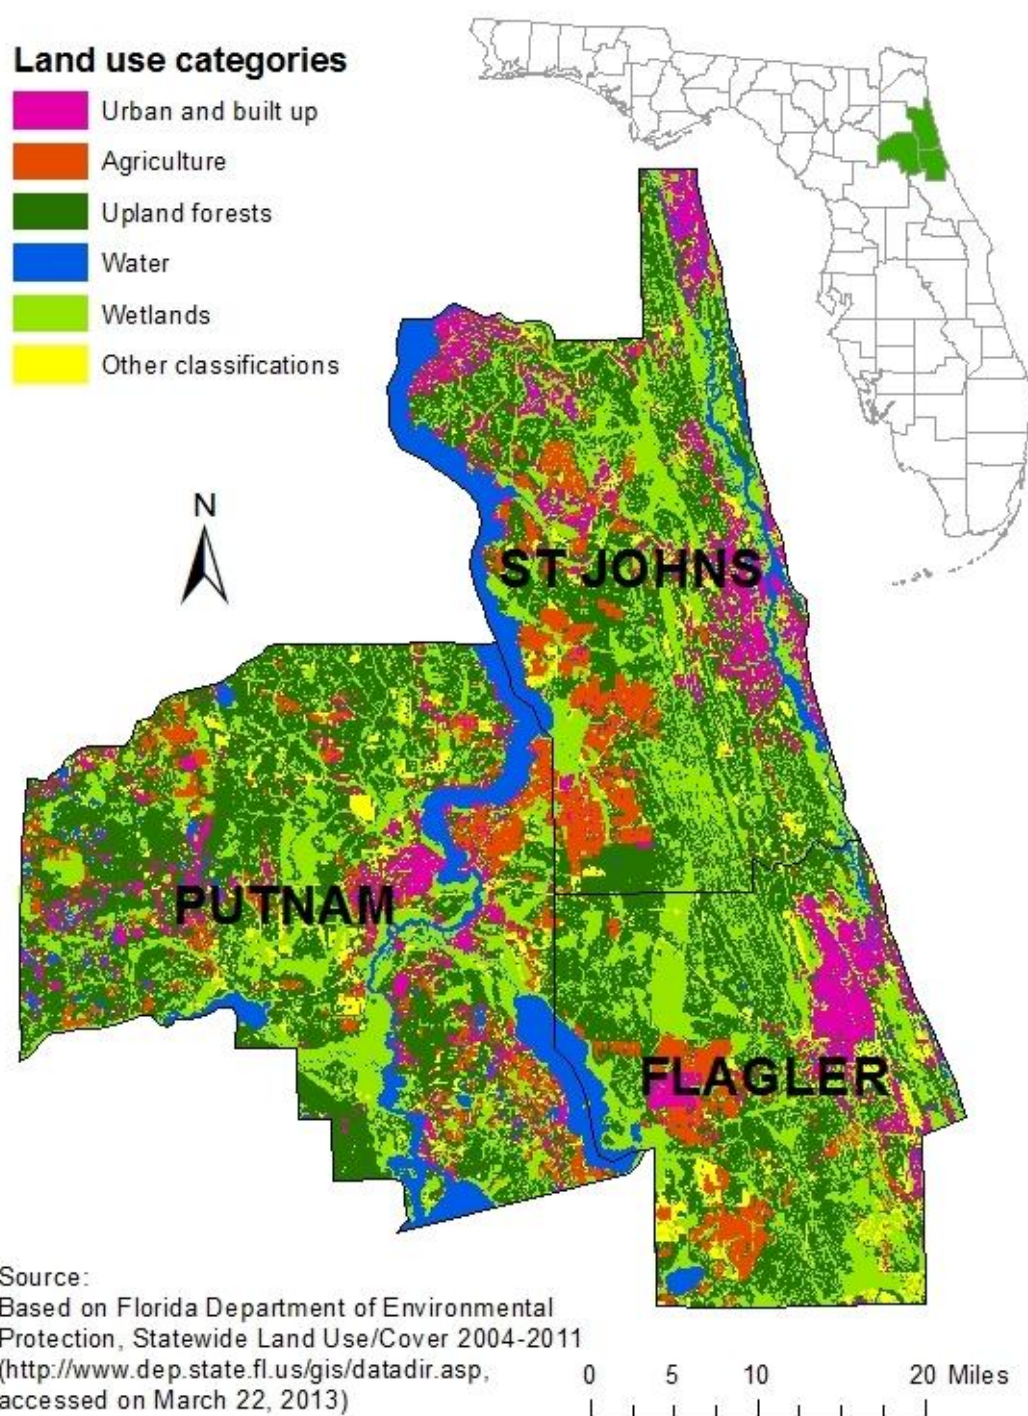 Land use categories
Urban and built up
Agriculture
Upland forests
Water
Wetlands
Other classifications
N
ST JOHNS
PUTNAM
FLAGLER
Source:
Based on Florida Department of Environmental
Protection, Statewide Land Use/Cover 2004-2011
(http://www.dep.state.fl.us/gis/datadir.asp,
accessed on March 22, 2013)
0 5 10 20 Miles